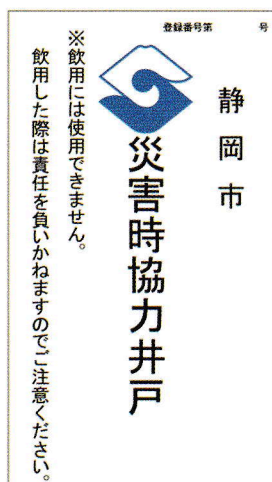 登録番号第　　　号
静岡市
災害時協力井戸
※飲用には使用できません。
飲用した際は責任を負いかねますのでご注意ください。